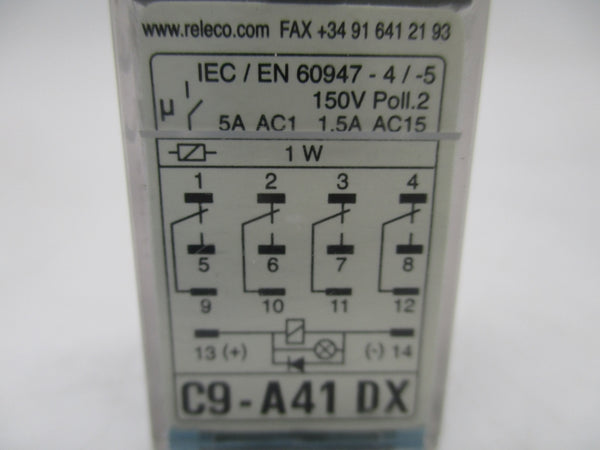 www.releco.com FAX +34 91 641 21 93
IEC / EN 60947 - 4 / -5
µ 150V Poll.2
5A AC1 1.5A AC15
1 W
1 2 3 4
5 6 7 8
9 10 11 12
13 (+) (-) 14
C9-A41 DX